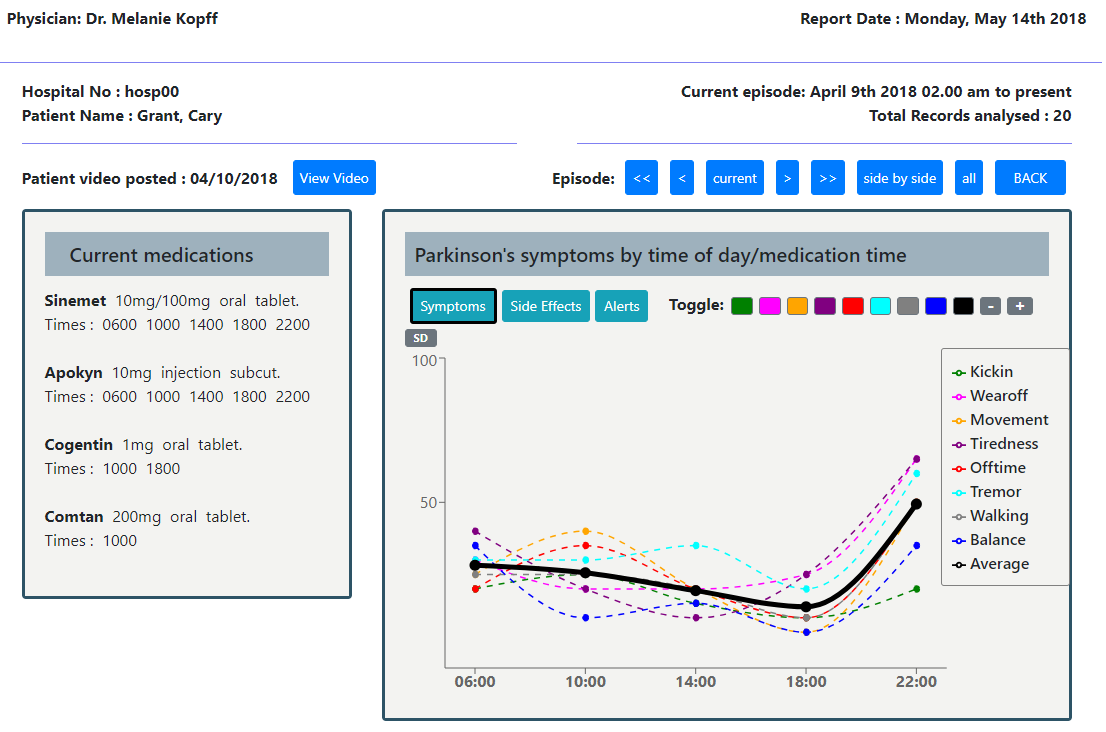 Physician: Dr. Melanie Kopff
Report Date : Monday, May 14th 2018
Hospital No : hosp00
Patient Name : Grant, Cary
Current episode: April 9th 2018 02.00 am to present
Total Records analysed : 20
Patient video posted : 04/10/2018 View Video
Episode: << < current > >> side by side all BACK
Current medications
Sinemet 10mg/100mg oral tablet.
Times : 0600 1000 1400 1800 2200
Apokyn 10mg injection subcut.
Times : 0600 1000 1400 1800 2200
Cogentin 1mg oral tablet.
Times : 1000 1800
Comtan 200mg oral tablet.
Times : 1000
Parkinson's symptoms by time of day/medication time
Symptoms Side Effects Alerts Toggle: - +
SD
100
50
Kickin
Wearoff
Movement
Tiredness
Offtime
Tremor
Walking
Balance
Average
06:00 10:00 14:00 18:00 22:00